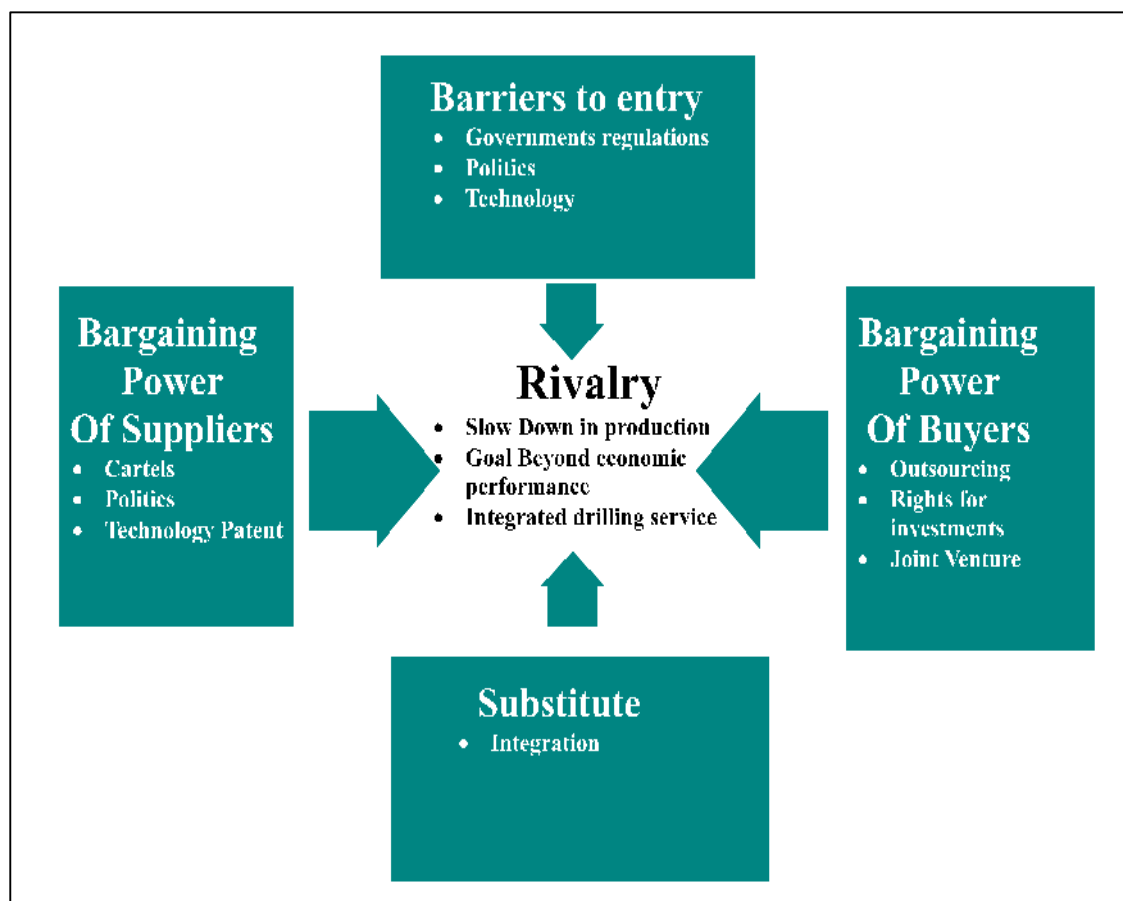 Barriers to entry
• Governments regulations
• Politics
• Technology
Bargaining
Power
Of Suppliers
• Cartels
• Politics
• Technology Patent
Rivalry
• Slow Down in production
• Goal Beyond economic
performance
• Integrated drilling service
Bargaining
Power
Of Buyers
• Outsourcing
• Rights for
investments
• Joint Venture
Substitute
• Integration